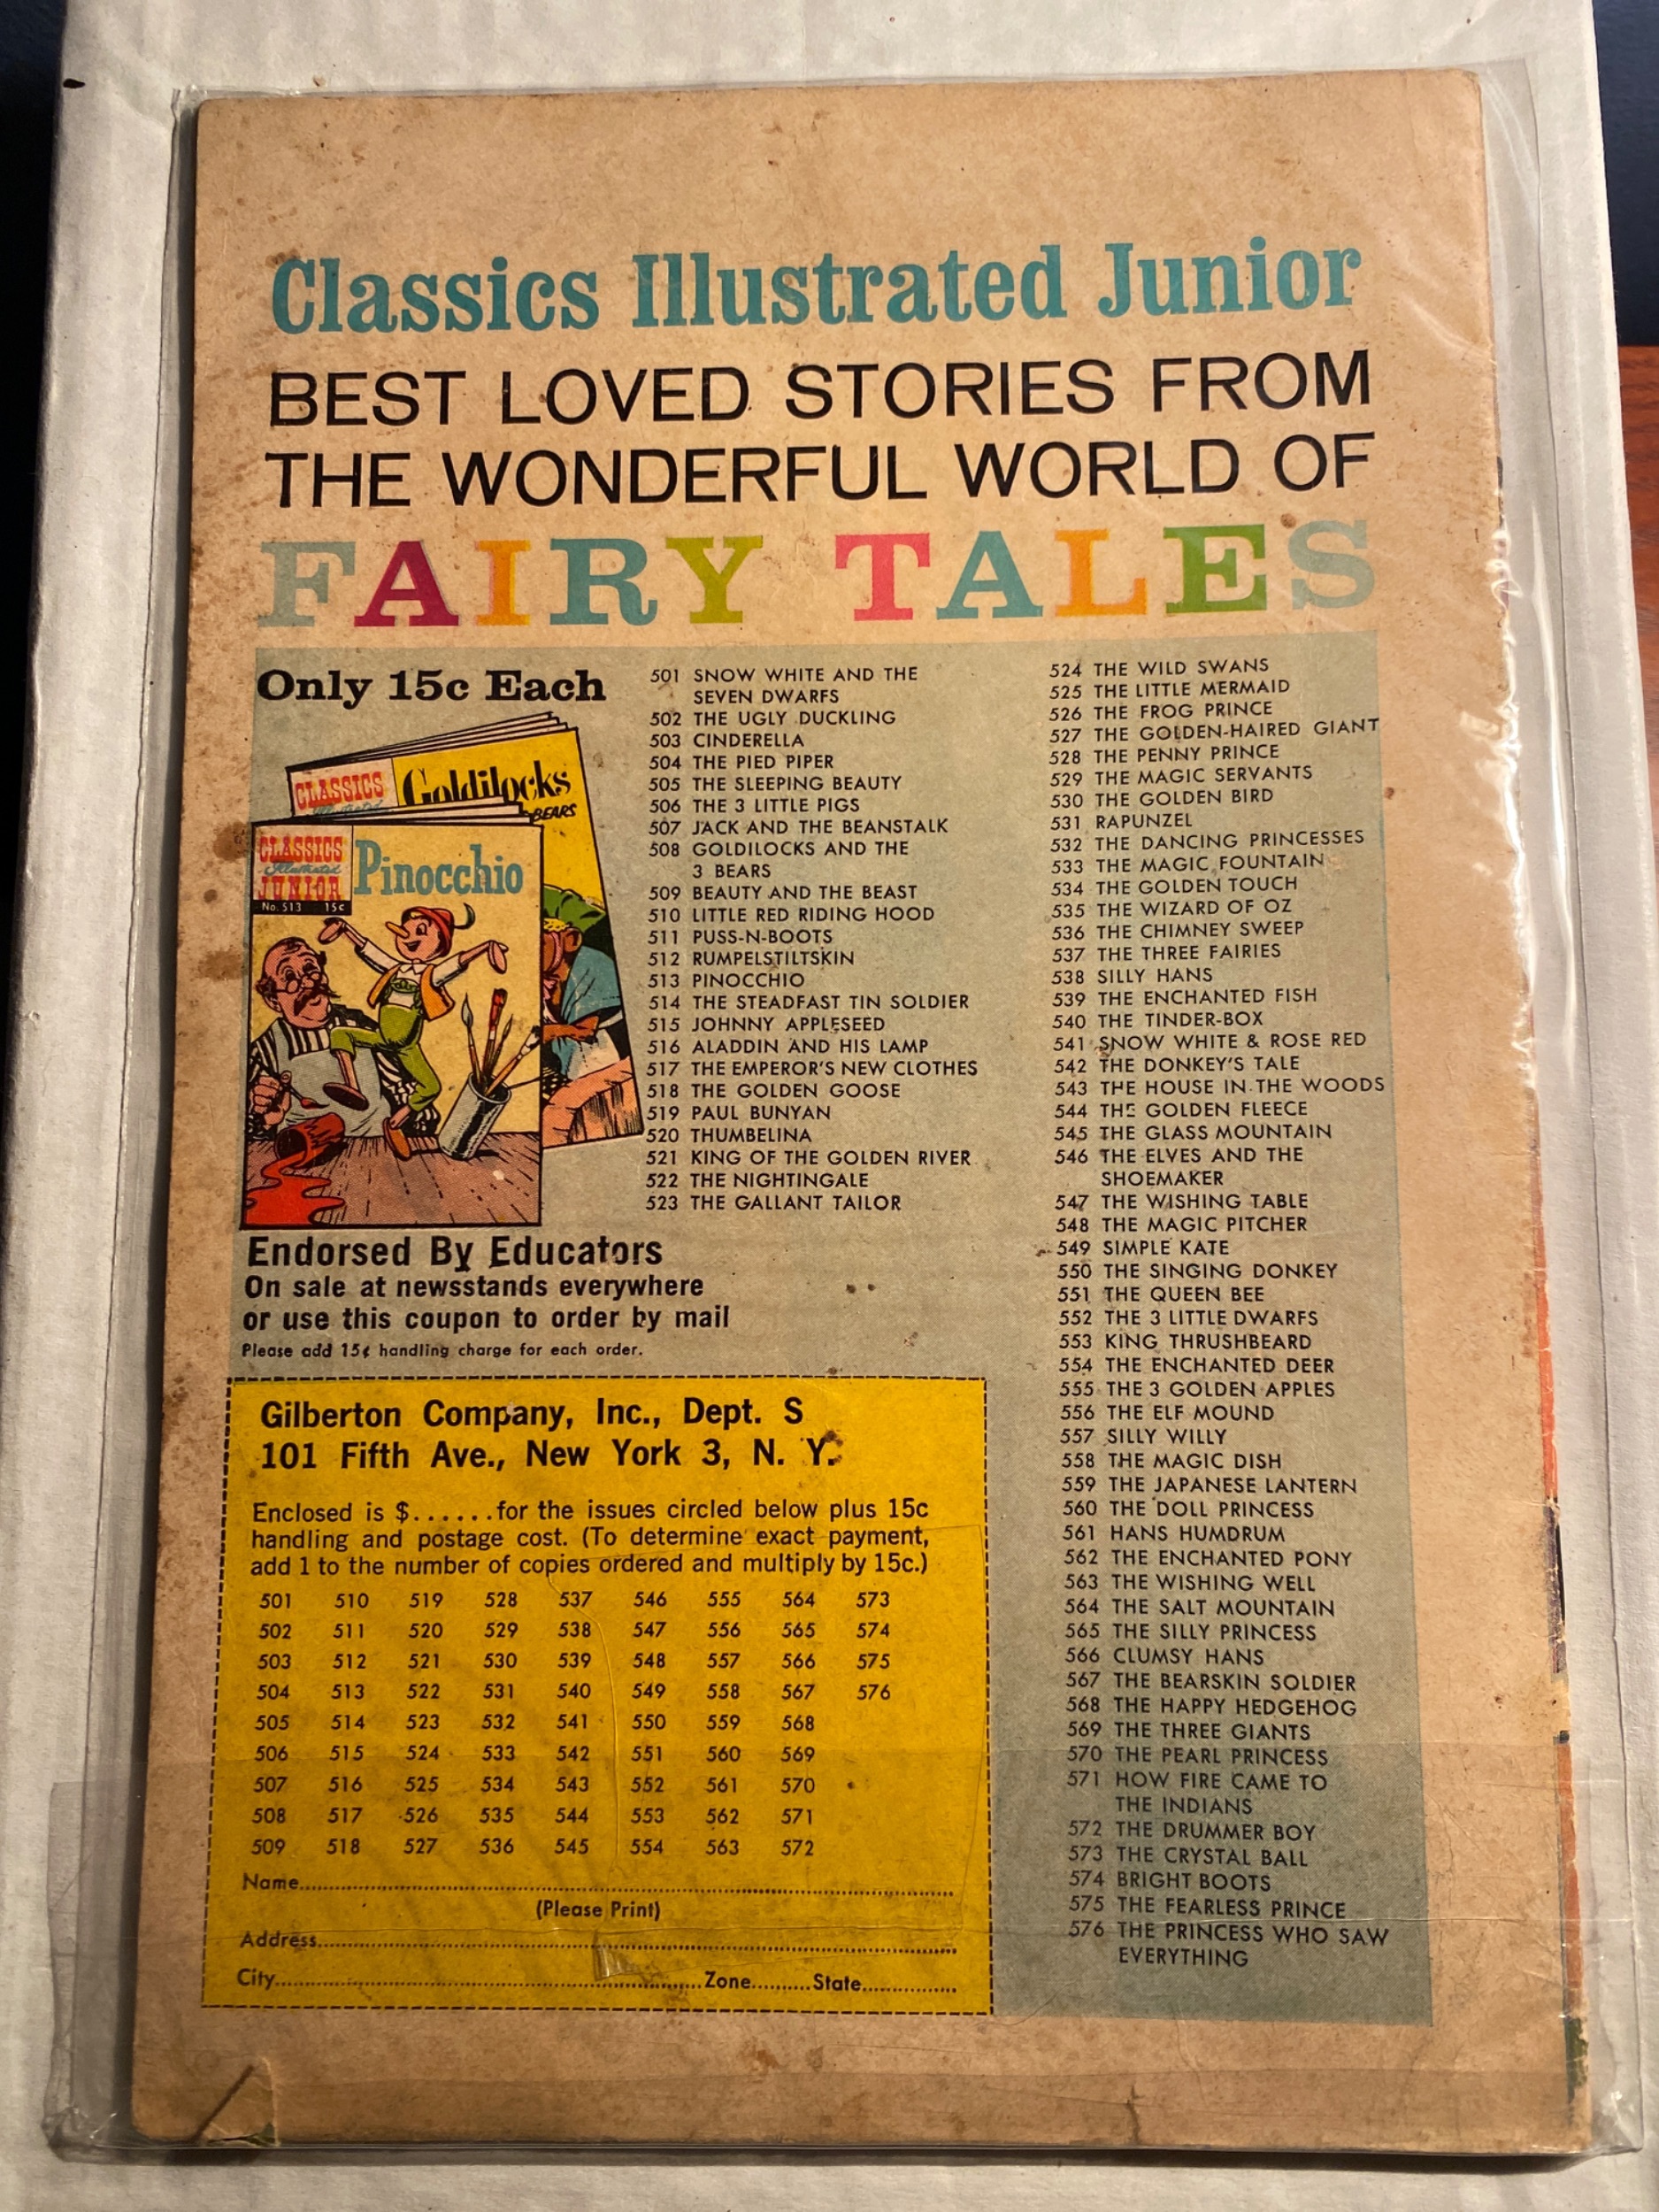 Classics Illustrated Junior
BEST LOVED STORIES FROM
THE WONDERFUL WORLD OF
FAIRY TALES
Only 15c Each
CLASSICS
Illustrated
Goldilocks
BEARS
CLASSICS
Illustrated
JUNIOR
No. 513 15c
Pinocchio
501 SNOW WHITE AND THE
SEVEN DWARFS
502 THE UGLY DUCKLING
503 CINDERELLA
504 THE PIED PIPER
505 THE SLEEPING BEAUTY
506 THE 3 LITTLE PIGS
507 JACK AND THE BEANSTALK
508 GOLDILOCKS AND THE
3 BEARS
509 BEAUTY AND THE BEAST
510 LITTLE RED RIDING HOOD
511 PUSS-N-BOOTS
512 RUMPELSTILTSKIN
513 PINOCCHIO
514 THE STEADFAST TIN SOLDIER
515 JOHNNY APPLESEED
516 ALADDIN AND HIS LAMP
517 THE EMPEROR'S NEW CLOTHES
518 THE GOLDEN GOOSE
519 PAUL BUNYAN
520 THUMBELINA
521 KING OF THE GOLDEN RIVER
522 THE NIGHTINGALE
523 THE GALLANT TAILOR
524 THE WILD SWANS
525 THE LITTLE MERMAID
526 THE FROG PRINCE
527 THE GOLDEN-HAIRED GIANT
528 THE PENNY PRINCE
529 THE MAGIC SERVANTS
530 THE GOLDEN BIRD
531 RAPUNZEL
532 THE DANCING PRINCESSES
533 THE MAGIC FOUNTAIN
534 THE GOLDEN TOUCH
535 THE WIZARD OF OZ
536 THE CHIMNEY SWEEP
537 THE THREE FAIRIES
538 SILLY HANS
539 THE ENCHANTED FISH
540 THE TINDER-BOX
541 SNOW WHITE & ROSE RED
542 THE DONKEY'S TALE
543 THE HOUSE IN THE WOODS
544 THE GOLDEN FLEECE
545 THE GLASS MOUNTAIN
546 THE ELVES AND THE
SHOEMAKER
547 THE WISHING TABLE
548 THE MAGIC PITCHER
549 SIMPLE KATE
550 THE SINGING DONKEY
551 THE QUEEN BEE
552 THE 3 LITTLE DWARFS
553 KING THRUSHBEARD
554 THE ENCHANTED DEER
555 THE 3 GOLDEN APPLES
556 THE ELF MOUND
557 SILLY WILLY
558 THE MAGIC DISH
559 THE JAPANESE LANTERN
560 THE DOLL PRINCESS
561 HANS HUMDRUM
562 THE ENCHANTED PONY
563 THE WISHING WELL
564 THE SALT MOUNTAIN
565 THE SILLY PRINCESS
566 CLUMSY HANS
567 THE BEARSKIN SOLDIER
568 THE HAPPY HEDGEHOG
569 THE THREE GIANTS
570 THE PEARL PRINCESS
571 HOW FIRE CAME TO
THE INDIANS
572 THE DRUMMER BOY
573 THE CRYSTAL BALL
574 BRIGHT BOOTS
575 THE FEARLESS PRINCE
576 THE PRINCESS WHO SAW
EVERYTHING
Endorsed By Educators
On sale at newsstands everywhere
or use this coupon to order by mail
Please add 15¢ handling charge for each order.
Gilberton Company, Inc., Dept. S
101 Fifth Ave., New York 3, N. Y.
Enclosed is $......for the issues circled below plus 15c
handling and postage cost. (To determine exact payment,
add 1 to the number of copies ordered and multiply by 15c.)
501 510 519 528 537 546 555 564 573
502 511 520 529 538 547 556 565 574
503 512 521 530 539 548 557 566 575
504 513 522 531 540 549 558 567 576
505 514 523 532 541 550 559 568
506 515 524 533 542 551 560 569
507 516 525 534 543 552 561 570
508 517 526 535 544 553 562 571
509 518 527 536 545 554 563 572
Name..........
(Please Print)
Address..........
City..........Zone..........State..........